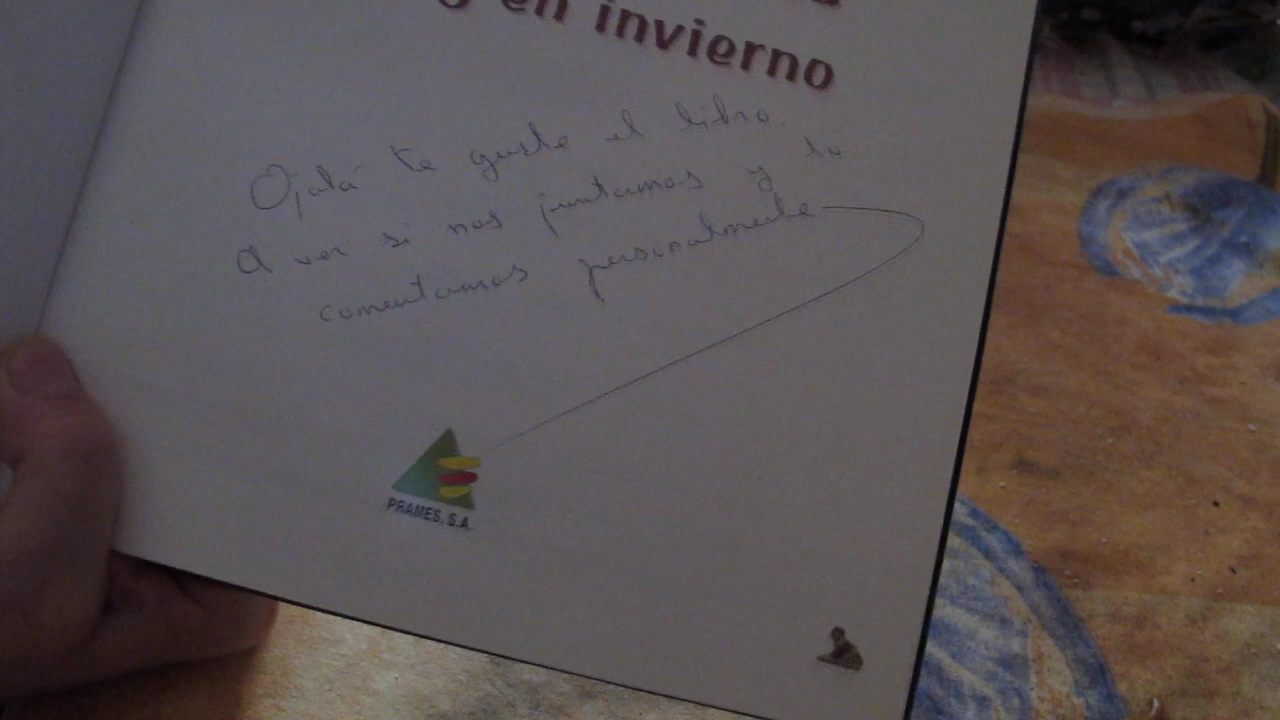 en invierno
Ojalá te guste el libro
A ver si nos juntamos y lo
comentamos personalmente
PRAMES, S.A.